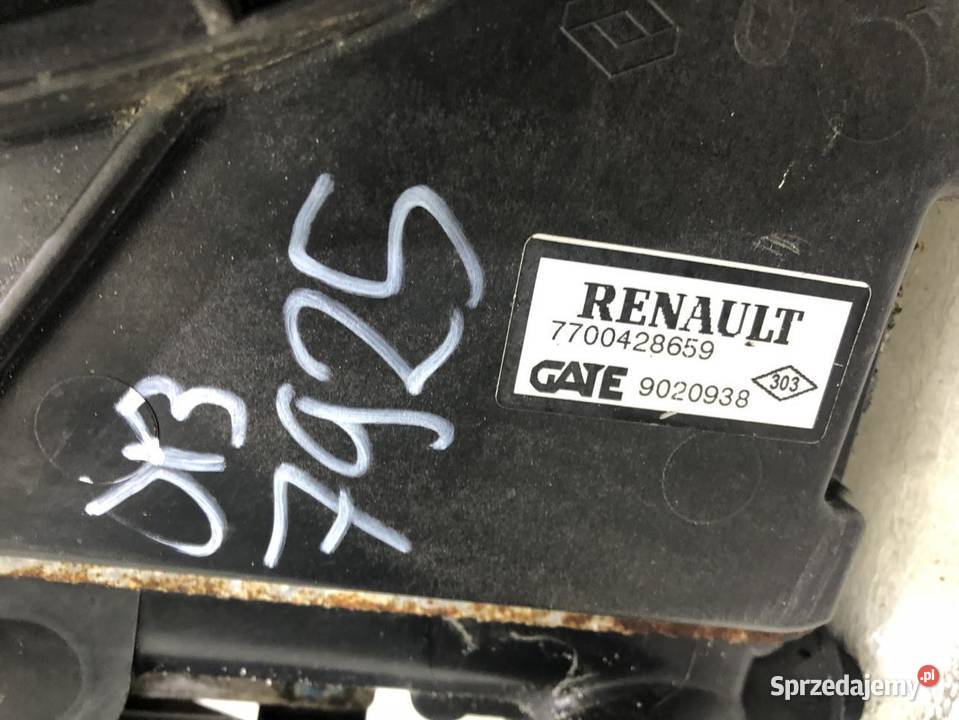 RENAULT
7700428659
GATE 9020938 303
7925
Sprzedajemy.pl